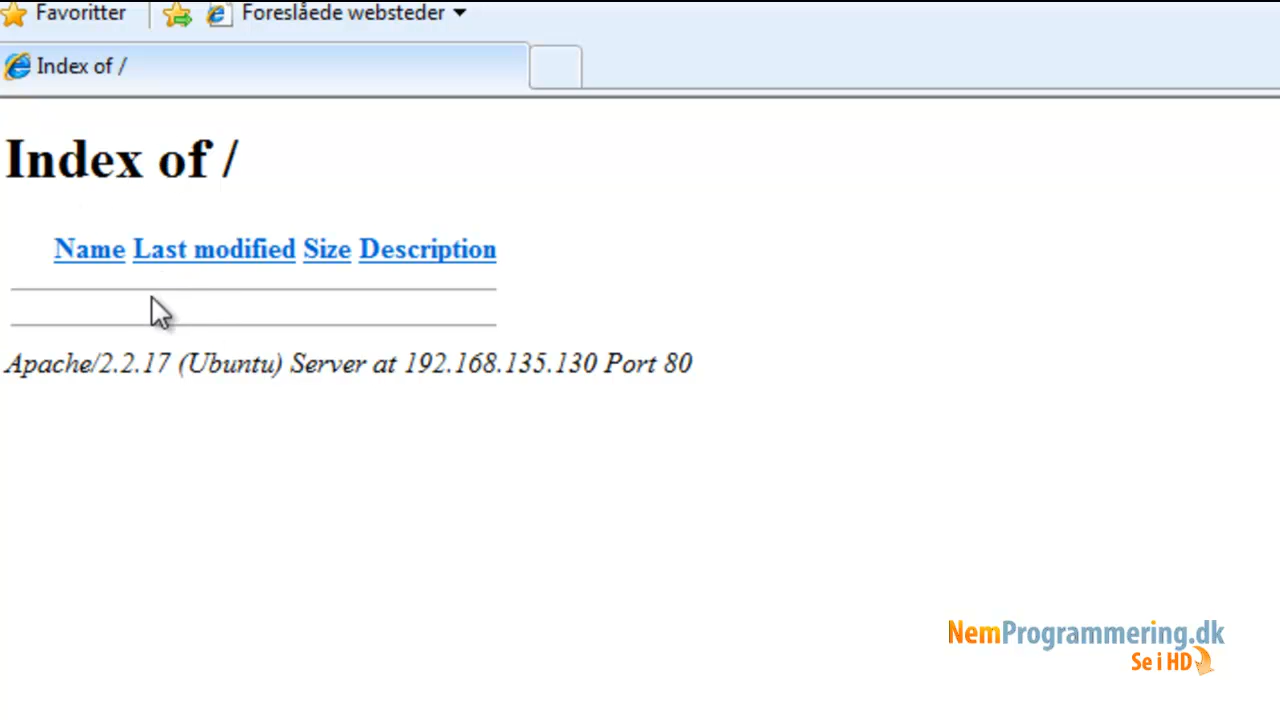 Favoritter Foreslåede websteder
Index of /
Index of /
Name Last modified Size Description
Apache/2.2.17 (Ubuntu) Server at 192.168.135.130 Port 80
NemProgrammering.dk
Se i HD